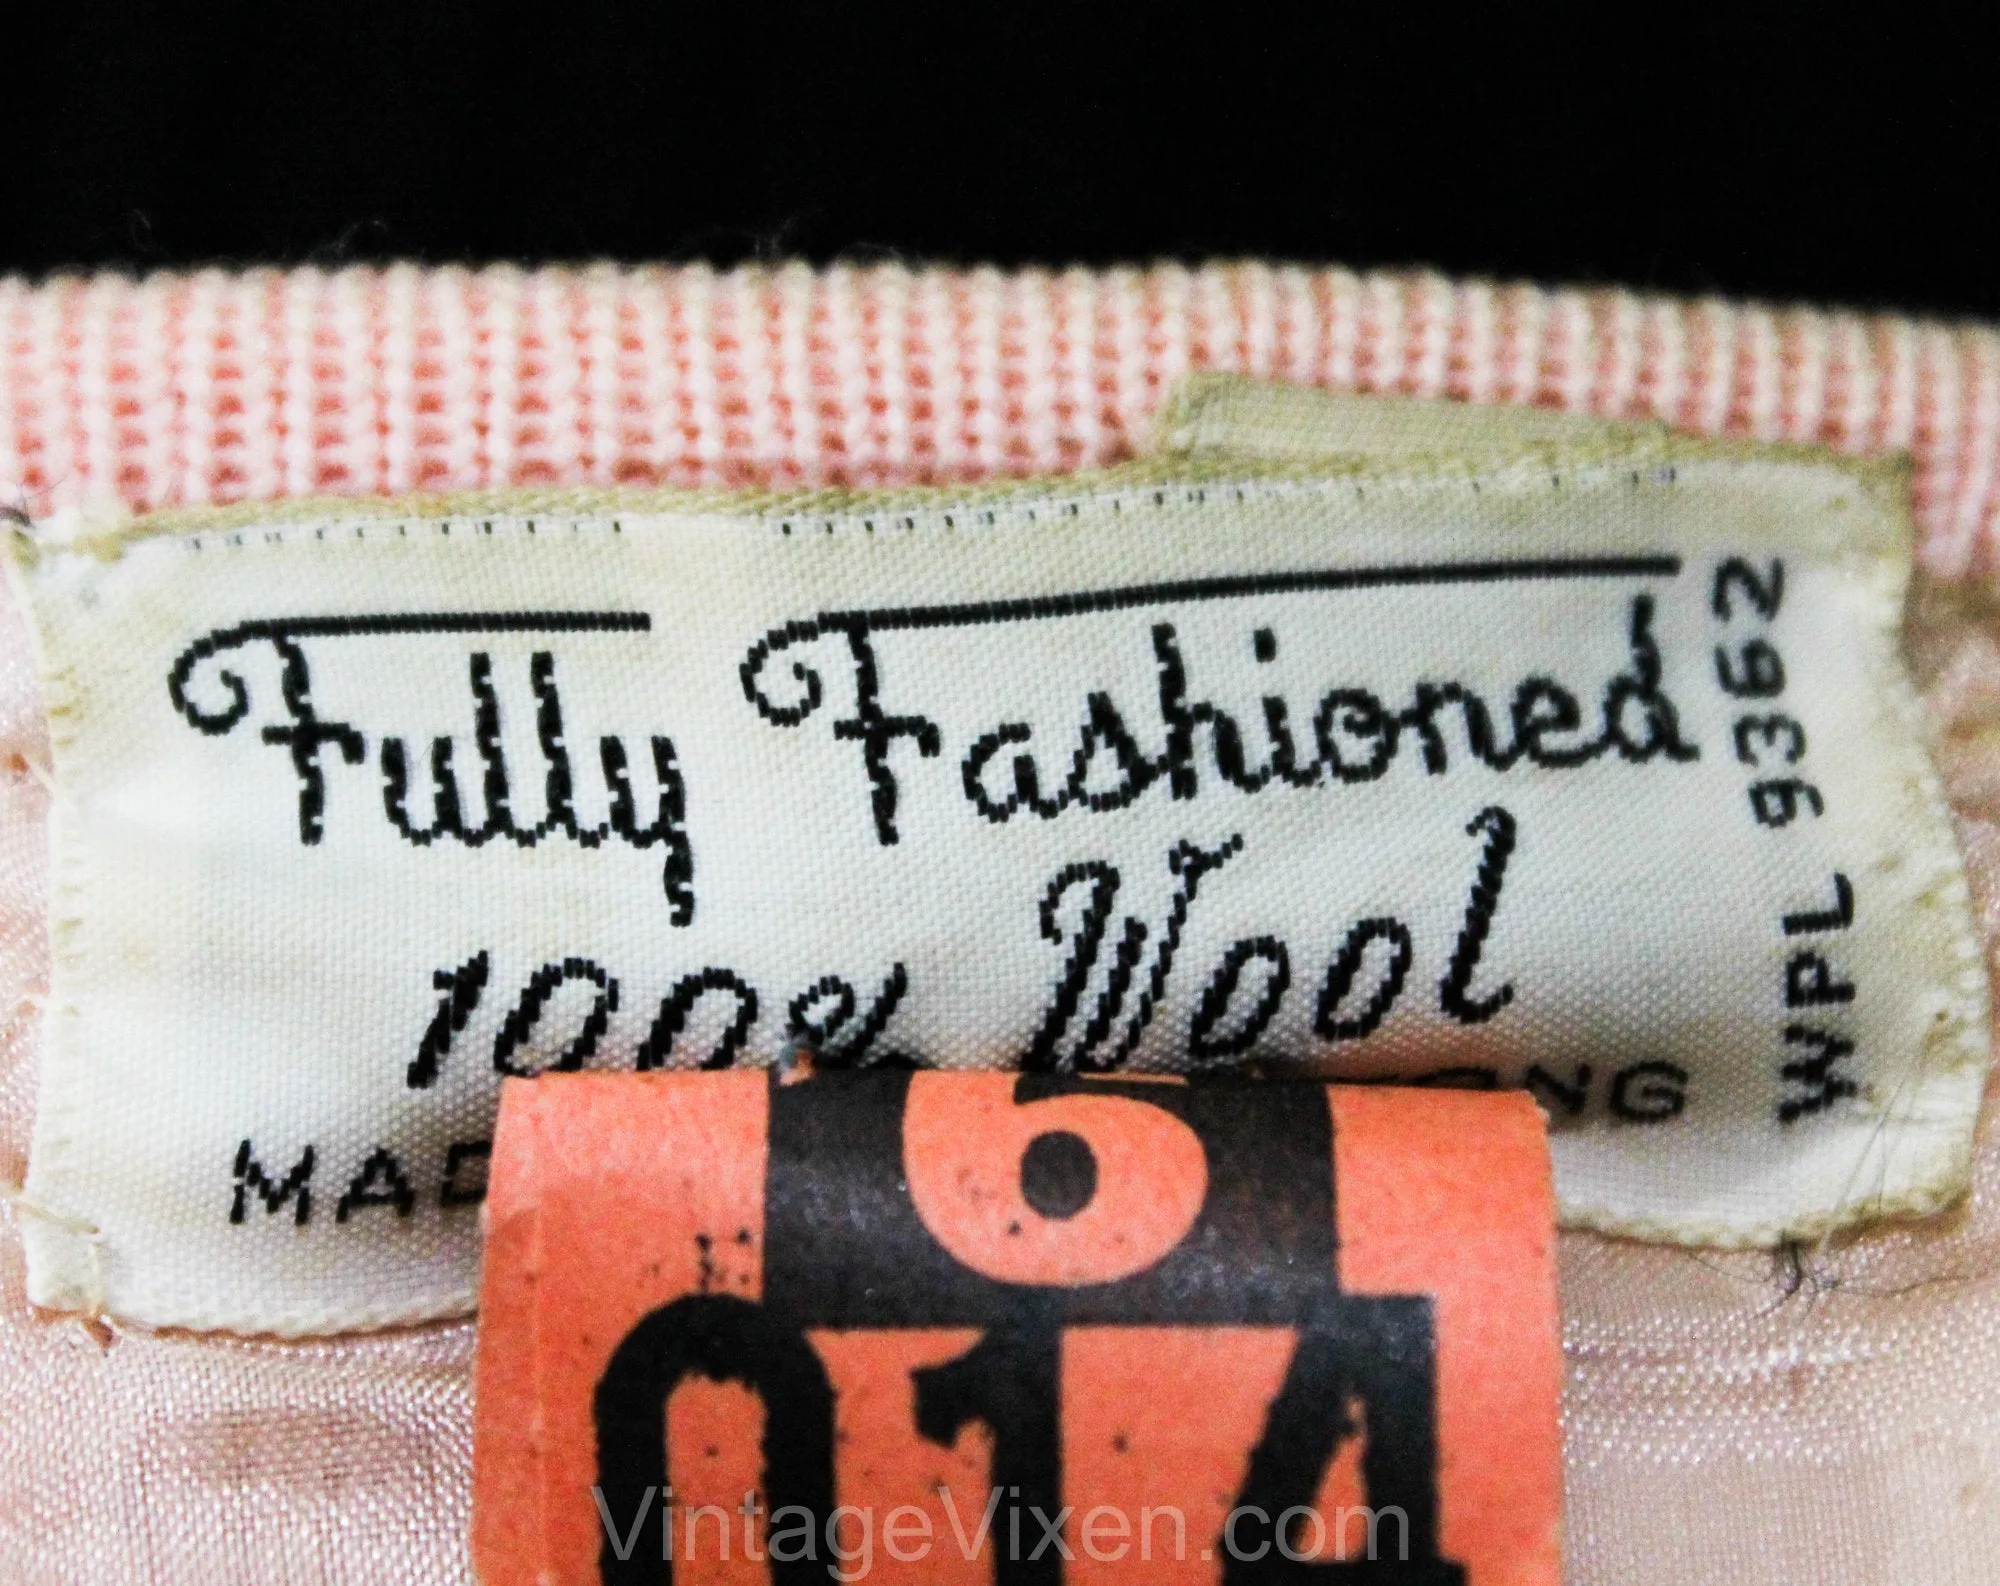 Fully Fashioned
100% Wool
WPL 9362
6
014
VintageVixen.com